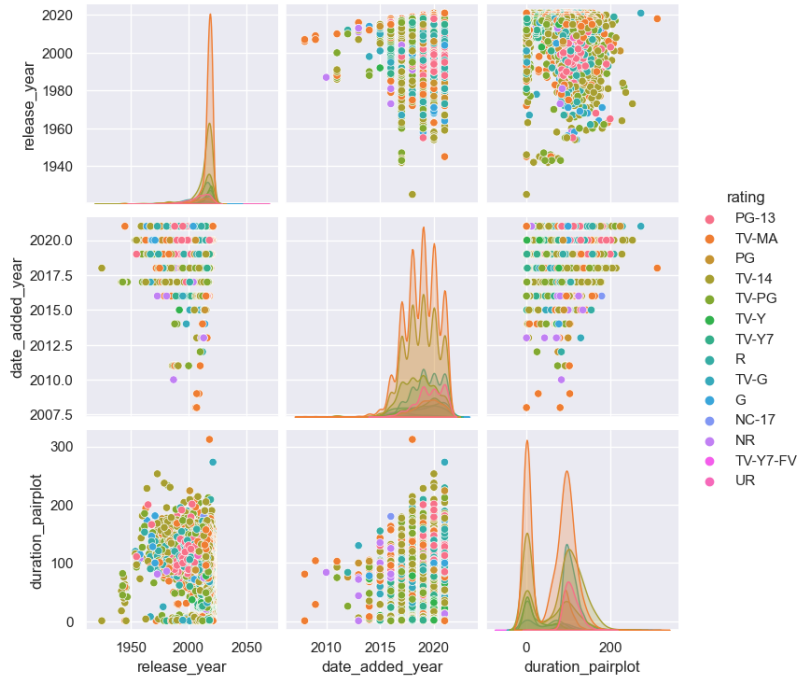 2020
2000
1980
1960
1940
release_year
rating
PG-13
TV-MA
PG
TV-14
TV-PG
TV-Y
TV-Y7
R
TV-G
G
NC-17
NR
TV-Y7-FV
UR
2020.0
2017.5
2015.0
2012.5
2010.0
2007.5
date_added_year
300
200
100
0
duration_pairplot
1950 2000 2050
release_year
2010 2015 2020
date_added_year
0 200
duration_pairplot